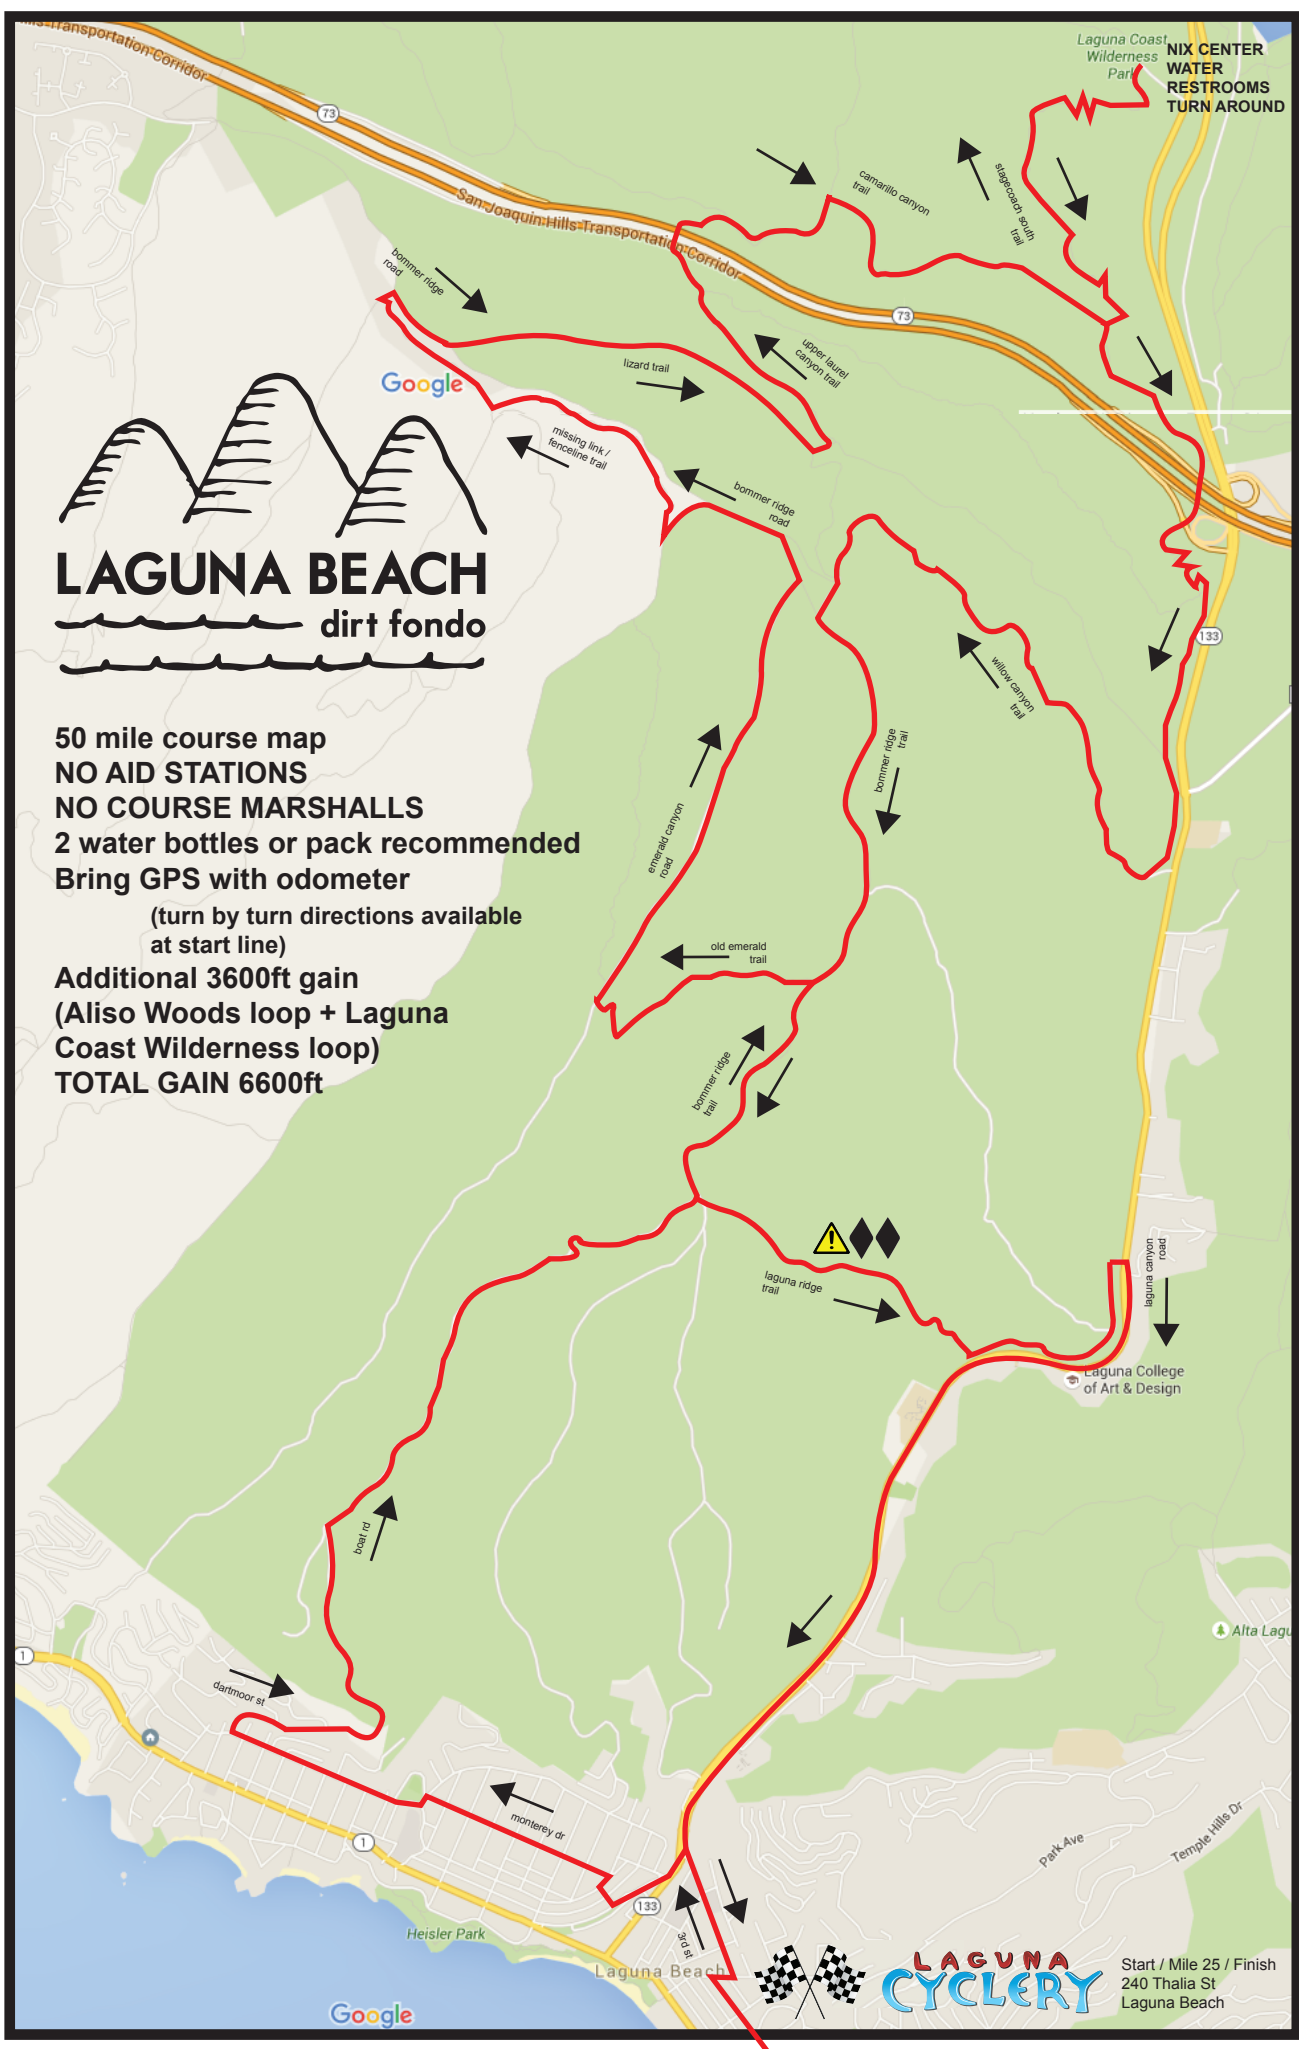 Hills Transportation Corridor
Laguna Coast
Wilderness
Park
NIX CENTER
WATER
RESTROOMS
TURN AROUND
73
San Joaquin Hills Transportation Corridor
camarillo canyon
trail
stagecoach south
trail
bommer ridge
road
73
lizard trail
upper laurel
canyon trail
Google
missing link /
fenceline trail
bommer ridge
road
LAGUNA BEACH
dirt fondo
133
willow canyon
trail
50 mile course map
NO AID STATIONS
NO COURSE MARSHALLS
2 water bottles or pack recommended
Bring GPS with odometer
(turn by turn directions available
at start line)
Additional 3600ft gain
(Aliso Woods loop + Laguna
Coast Wilderness loop)
TOTAL GAIN 6600ft
bommer ridge
trail
emerald canyon
road
old emerald
trail
bommer ridge
trail
!
laguna ridge
trail
laguna canyon
road
Laguna College
of Art & Design
boat rd
Alta Lagu
1
dartmoor st
monterey dr
1
Park Ave
Temple Hills Dr
133
Heisler Park
3rd st
Laguna Beach
LAGUNA
CYCLERY
Start / Mile 25 / Finish
240 Thalia St
Laguna Beach
Google